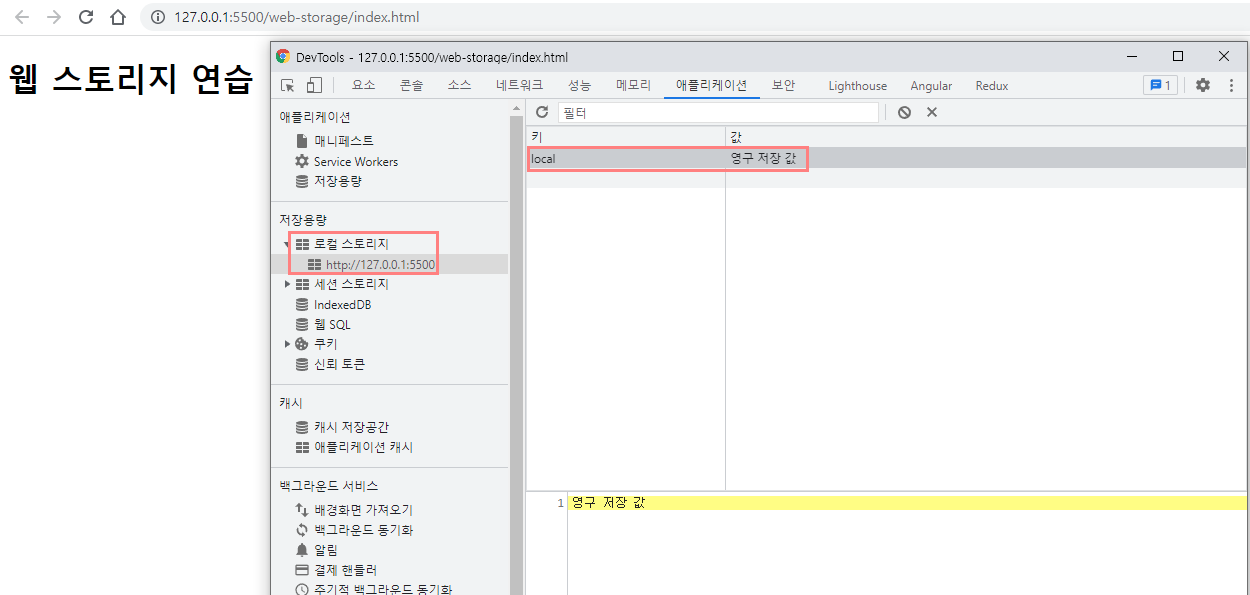 127.0.0.1:5500/web-storage/index.html
웹 스토리지 연습
DevTools - 127.0.0.1:5500/web-storage/index.html
요소 콘솔 소스 네트워크 성능 메모리 애플리케이션 보안 Lighthouse Angular Redux 1
애플리케이션
매니페스트
Service Workers
저장용량
저장용량
로컬 스토리지
http://127.0.0.1:5500
세션 스토리지
IndexedDB
웹 SQL
쿠키
신뢰 토큰
캐시
캐시 저장공간
애플리케이션 캐시
백그라운드 서비스
배경화면 가져오기
백그라운드 동기화
알림
결제 핸들러
주기적 백그라운드 동기화
필터
키 값
local 영구 저장 값
1 영구 저장 값